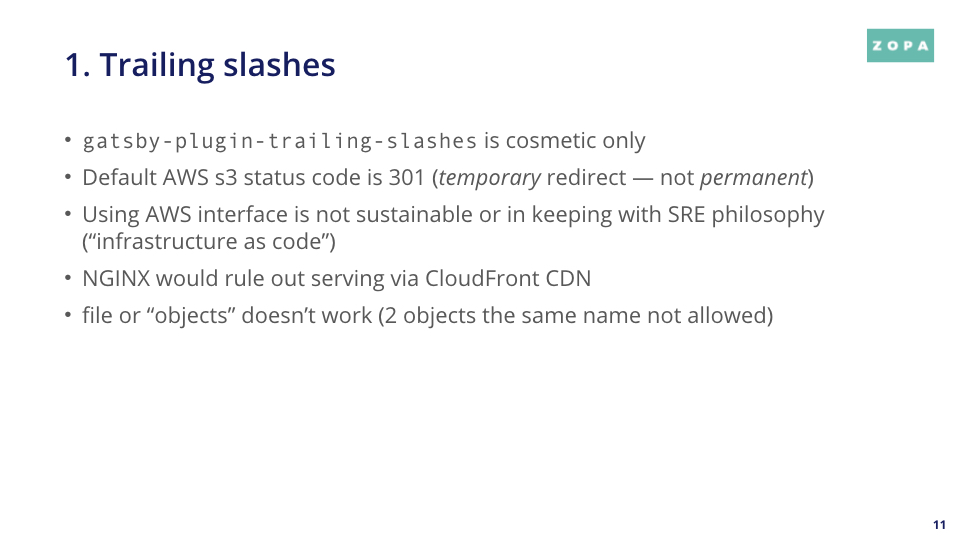 1. Trailing slashes
ZOPA
• gatsby-plugin-trailing-slashes is cosmetic only
• Default AWS s3 status code is 301 (temporary redirect — not permanent)
• Using AWS interface is not sustainable or in keeping with SRE philosophy
(“infrastructure as code”)
• NGINX would rule out serving via CloudFront CDN
• file or “objects” doesn’t work (2 objects the same name not allowed)
11